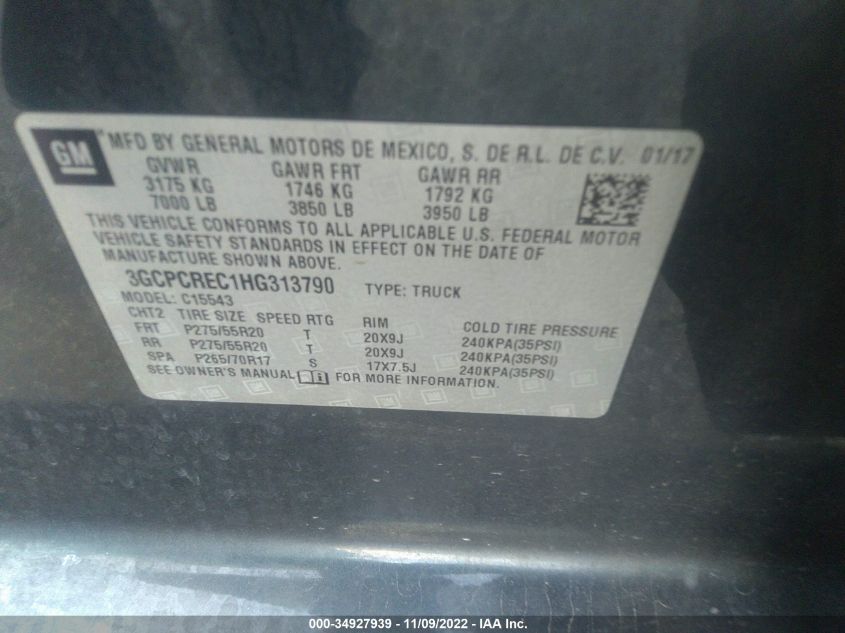 GM MFD BY GENERAL MOTORS DE MEXICO, S. DE R.L. DE C.V. 01/17
GVWR GAWR FRT GAWR RR
3175 KG 1746 KG 1792 KG
7000 LB 3850 LB 3950 LB
THIS VEHICLE CONFORMS TO ALL APPLICABLE U.S. FEDERAL MOTOR
VEHICLE SAFETY STANDARDS IN EFFECT ON THE DATE OF
MANUFACTURE SHOWN ABOVE.
3GCPCREC1HG313790 TYPE: TRUCK
MODEL: C15543
CHT2 TIRE SIZE SPEED RTG RIM COLD TIRE PRESSURE
FRT P275/55R20 T 20X9J 240KPA(35PSI)
RR P275/55R20 T 20X9J 240KPA(35PSI)
SPA P265/70R17 S 17X7.5J 240KPA(35PSI)
SEE OWNER'S MANUAL FOR MORE INFORMATION.
000-34927939 - 11/09/2022 - IAA Inc.